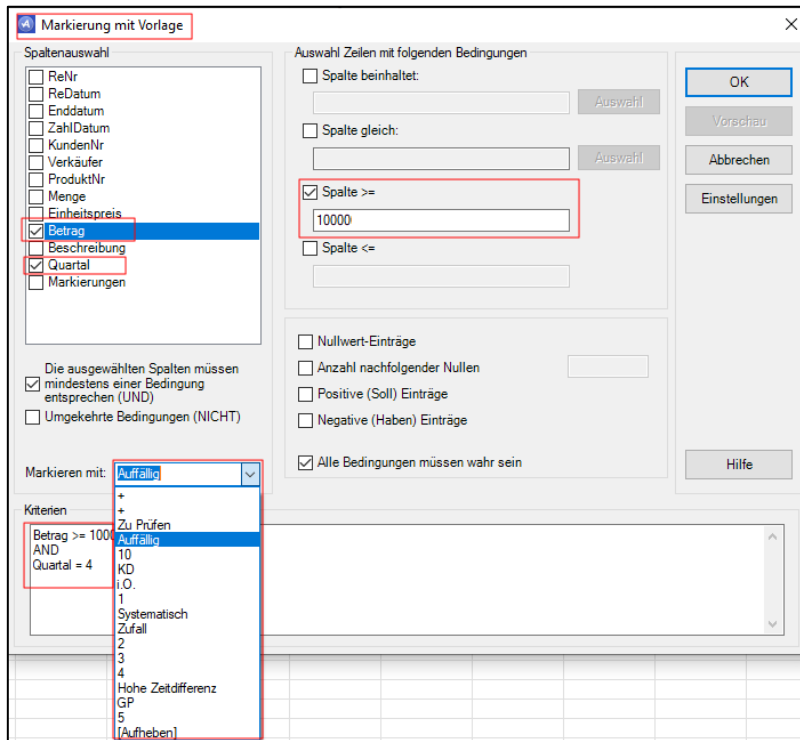 Markierung mit Vorlage
Spaltenauswahl
ReNr
ReDatum
Enddatum
ZahlDatum
KundenNr
Verkäufer
ProduktNr
Menge
Einheitspreis
Betrag
Beschreibung
Quartal
Markierungen
Die ausgewählten Spalten müssen
mindestens einer Bedingung
entsprechen (UND)
Umgekehrte Bedingungen (NICHT)
Markieren mit: Auffällig
+
+
Zu Prüfen
Auffällig
10
KD
i.O.
1
Systematisch
Zufall
2
3
4
Hohe Zeitdifferenz
GP
5
[Aufheben]
Auswahl Zeilen mit folgenden Bedingungen
Spalte beinhaltet:
Auswahl
Spalte gleich:
Auswahl
Spalte >=
10000
Spalte <=
Nullwert-Einträge
Anzahl nachfolgender Nullen
Positive (Soll) Einträge
Negative (Haben) Einträge
Alle Bedingungen müssen wahr sein
OK
Vorschau
Abbrechen
Einstellungen
Hilfe
Kriterien
Betrag >= 1000
AND
Quartal = 4